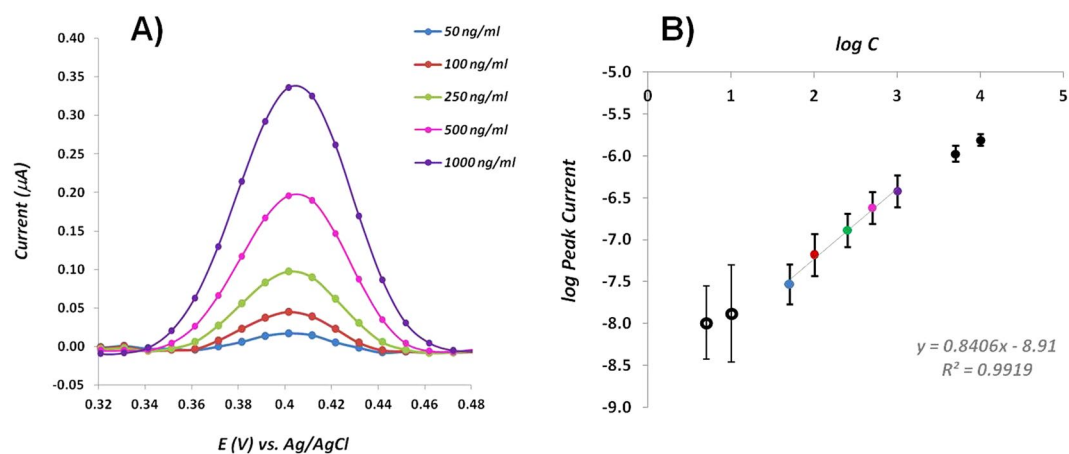 A)
0.40
0.35
0.30
0.25
0.20
0.15
0.10
0.05
0.00
-0.05
0.32 0.34 0.36 0.38 0.4 0.42 0.44 0.46 0.48
Current (µA)
E (V) vs. Ag/AgCl
50 ng/ml
100 ng/ml
250 ng/ml
500 ng/ml
1000 ng/ml
B)
log C
0 1 2 3 4 5
-5.0
-5.5
-6.0
-6.5
-7.0
-7.5
-8.0
-8.5
-9.0
log Peak Current
y = 0.8406x - 8.91
R² = 0.9919